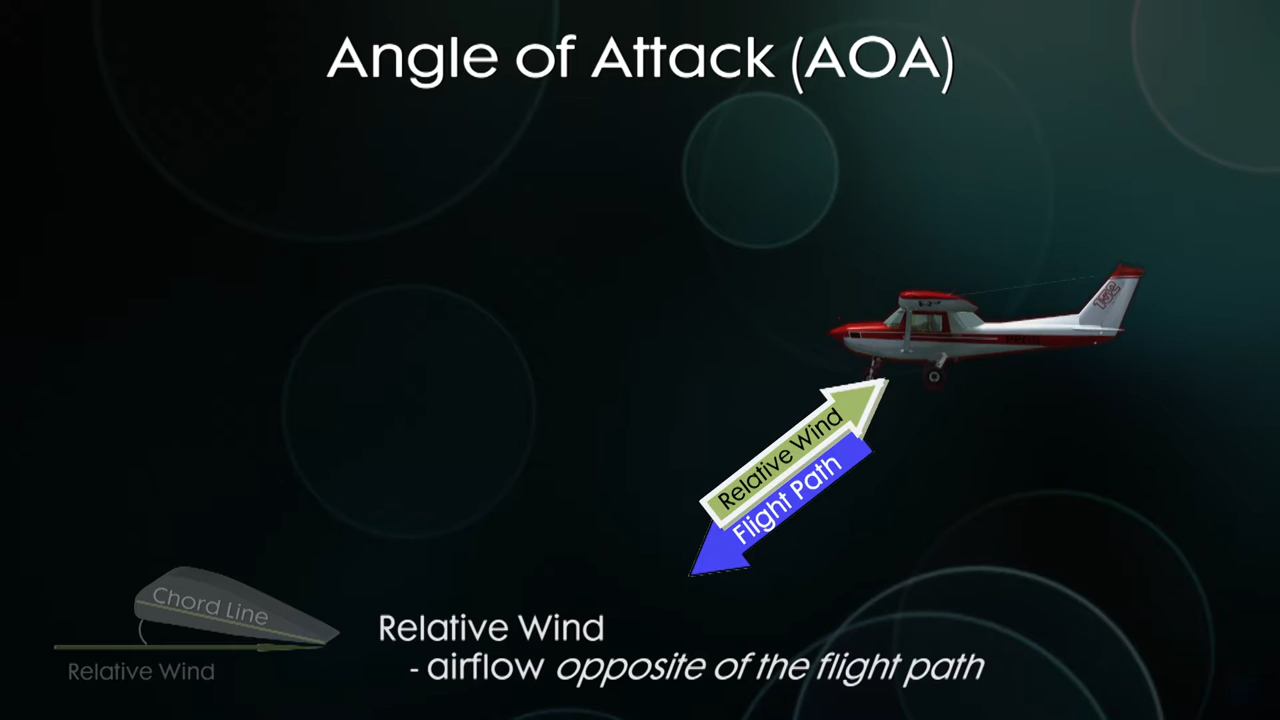 Angle of Attack (AOA)
152
Relative Wind
Flight Path
Chord Line
Relative Wind
Relative Wind
- airflow opposite of the flight path